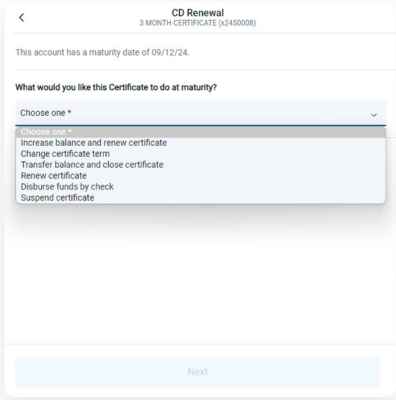 CD Renewal
3 MONTH CERTIFICATE (x24S0008)
This account has a maturity date of 09/12/24.
What would you like this Certificate to do at maturity?
Choose one *
Choose one *
Increase balance and renew certificate
Change certificate term
Transfer balance and close certificate
Renew certificate
Disburse funds by check
Suspend certificate
Next